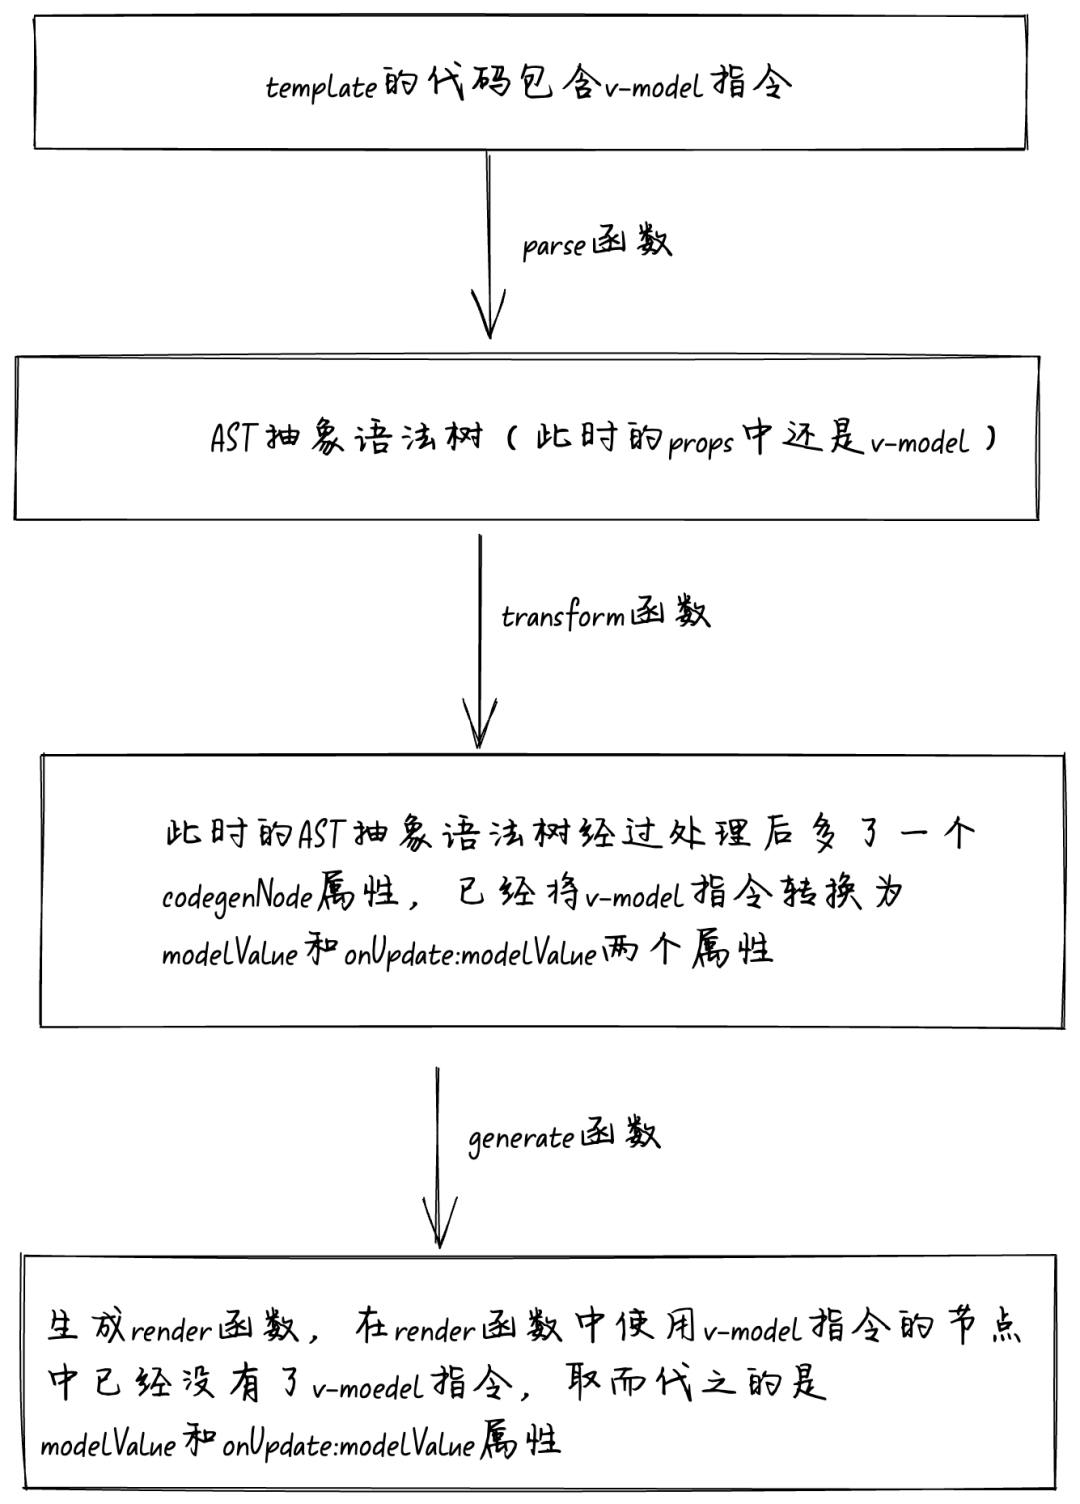 template的代码包含v-model指令
parse函数
AST抽象语法树（此时的props中还是v-model）
transform函数
此时的AST抽象语法树经过处理后多了一个
codegenNode属性，已经将v-model指令转换为
modelValue和onUpdate:modelValue两个属性
generate函数
生成render函数，在render函数中使用v-model指令的节点
中已经没有了v-moedel指令，取而代之的是
modelValue和onUpdate:modelValue属性